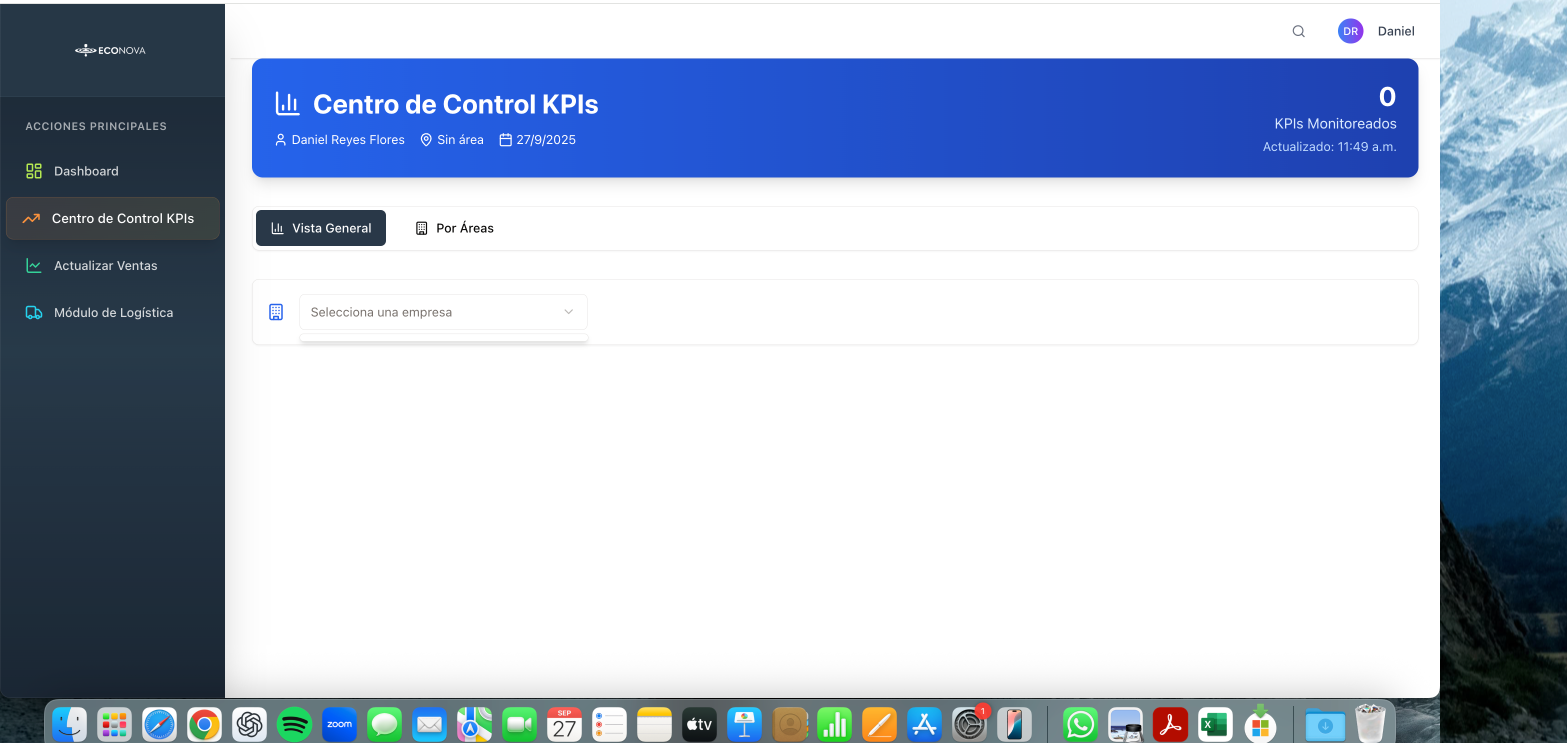 ECONOVA
Daniel
DR
ACCIONES PRINCIPALES
Dashboard
Centro de Control KPIs
Actualizar Ventas
Módulo de Logística
Centro de Control KPIs
Daniel Reyes Flores Sin área 27/9/2025
0
KPIs Monitoreados
Actualizado: 11:49 a.m.
Vista General Por Áreas
Selecciona una empresa
zoom
SEP
27
tv
1
X